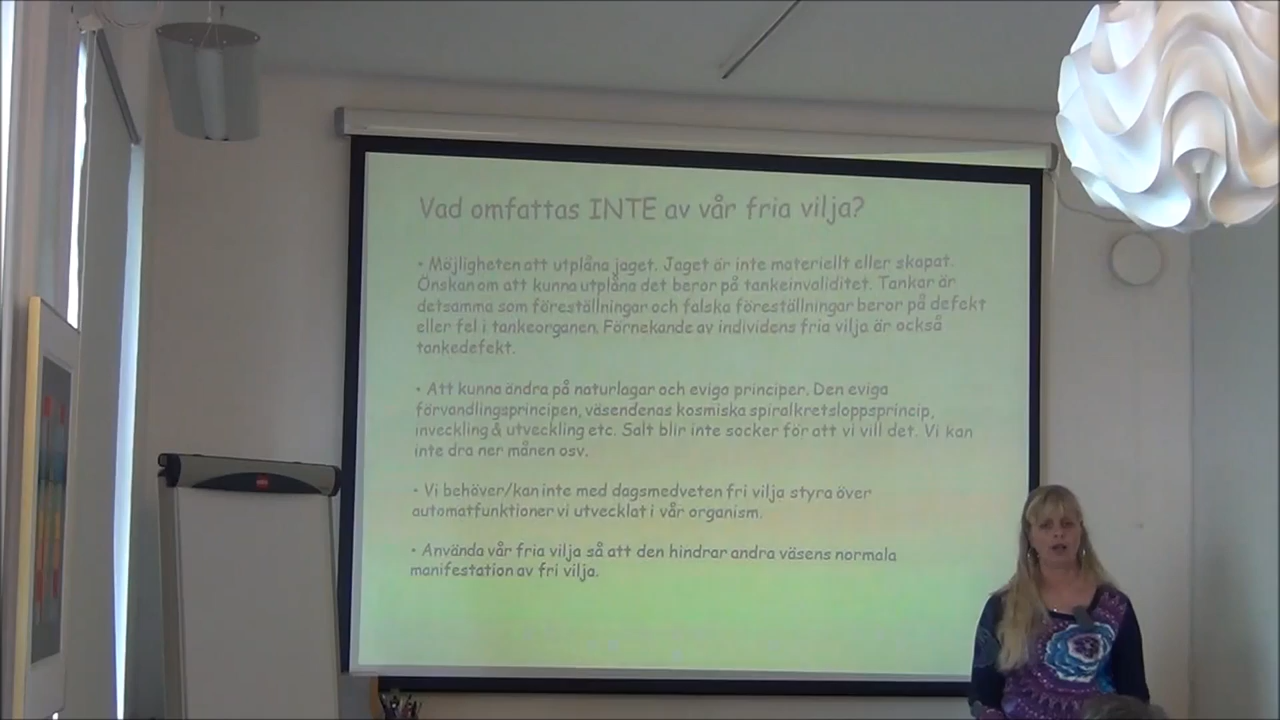 Vad omfattas INTE av vår fria vilja?
• Möjligheten att utplåna jaget. Jaget är inte materiellt eller skapat.
Önskan om att kunna utplåna det beror på tankeinvaliditet. Tankar är
detsamma som föreställningar och falska föreställningar beror på defekt
eller fel i tankeorganen. Förnekande av individens fria vilja är också
tankedefekt.
• Att kunna ändra på naturlagar och eviga principer. Den eviga
förvandlingsprincipen, väsendenas kosmiska spiralkretsloppsprincip,
inveckling & utveckling etc. Salt blir inte socker för att vi vill det. Vi kan
inte dra ner månen osv.
• Vi behöver/kan inte med dagsmedveten fri vilja styra över
automatfunktioner vi utvecklat i vår organism.
• Använda vår fria vilja så att den hindrar andra väsens normala
manifestation av fri vilja.